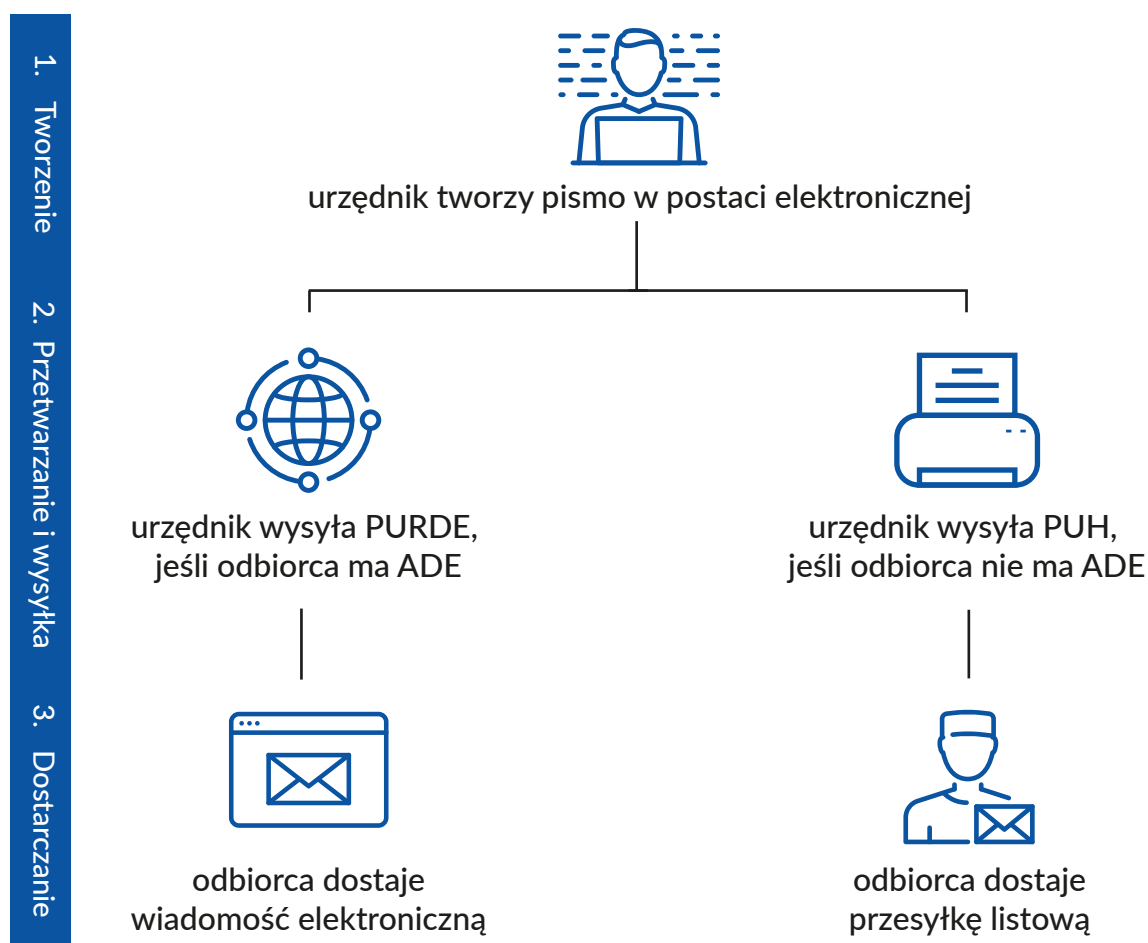 1. Tworzenie
urzędnik tworzy pismo w postaci elektronicznej
2. Przetwarzanie i wysyłka
urzędnik wysyła PURDE,
jeśli odbiorca ma ADE
urzędnik wysyła PUH,
jeśli odbiorca nie ma ADE
3. Dostarczanie
odbiorca dostaje
wiadomość elektroniczną
odbiorca dostaje
przesyłkę listową